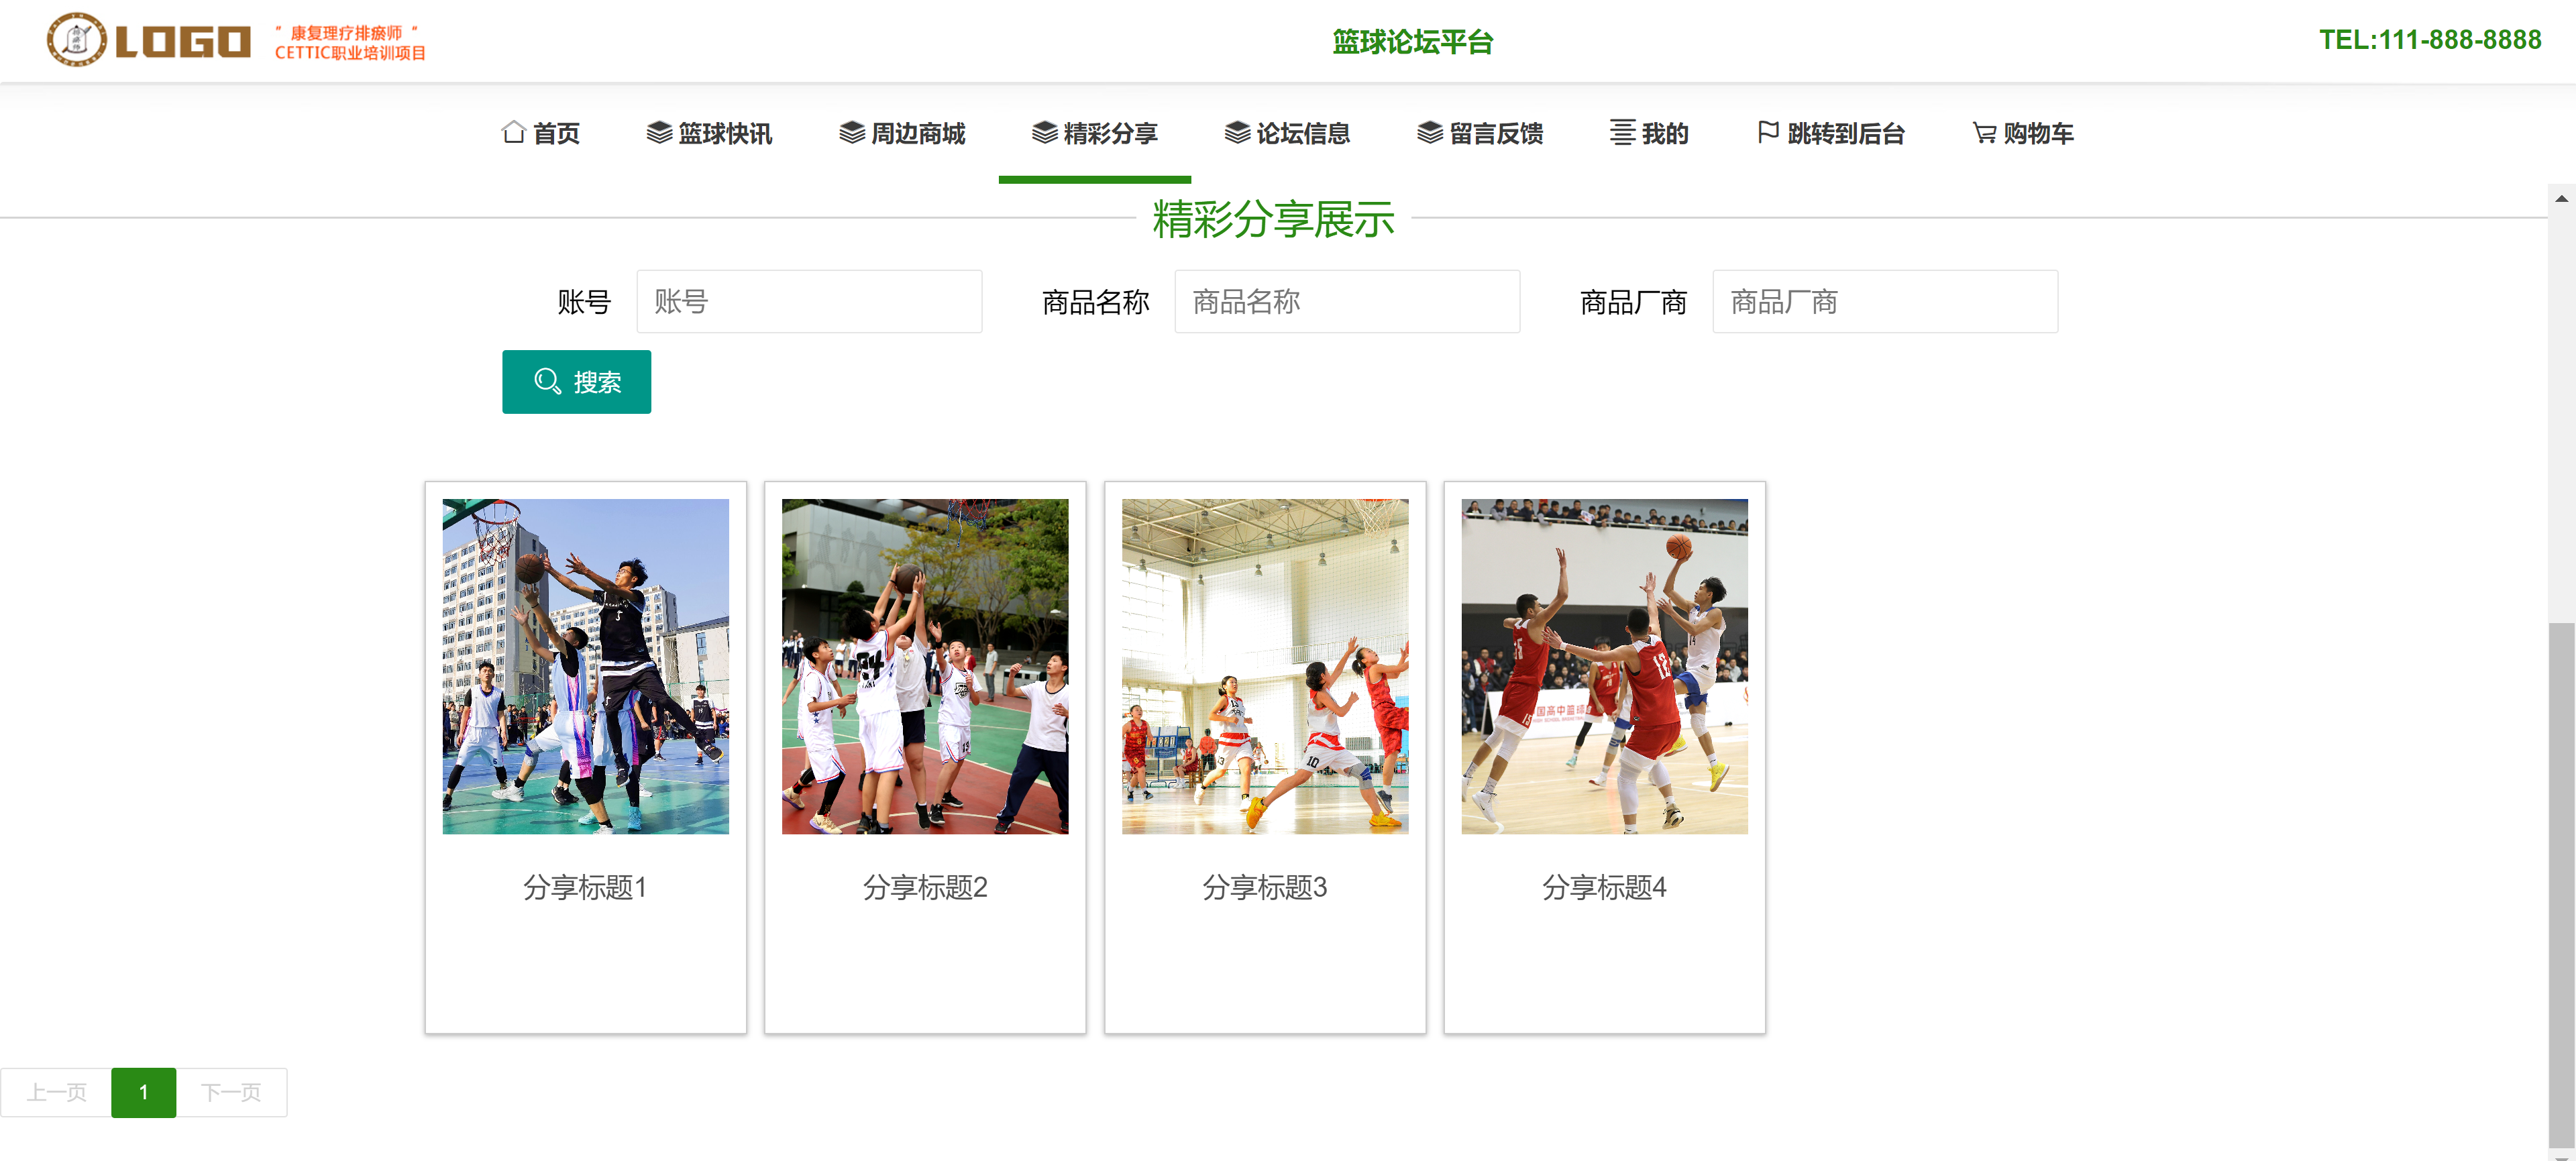 LOGO
" 康复理疗排瘀师 "
CETTIC职业培训项目
篮球论坛平台
TEL:111-888-8888
首页
篮球快讯
周边商城
精彩分享
论坛信息
留言反馈
我的
跳转到后台
购物车
精彩分享展示
账号 账号
商品名称 商品名称
商品厂商 商品厂商
搜索
国高中篮球
分享标题1
分享标题2
分享标题3
分享标题4
上一页 1 下一页